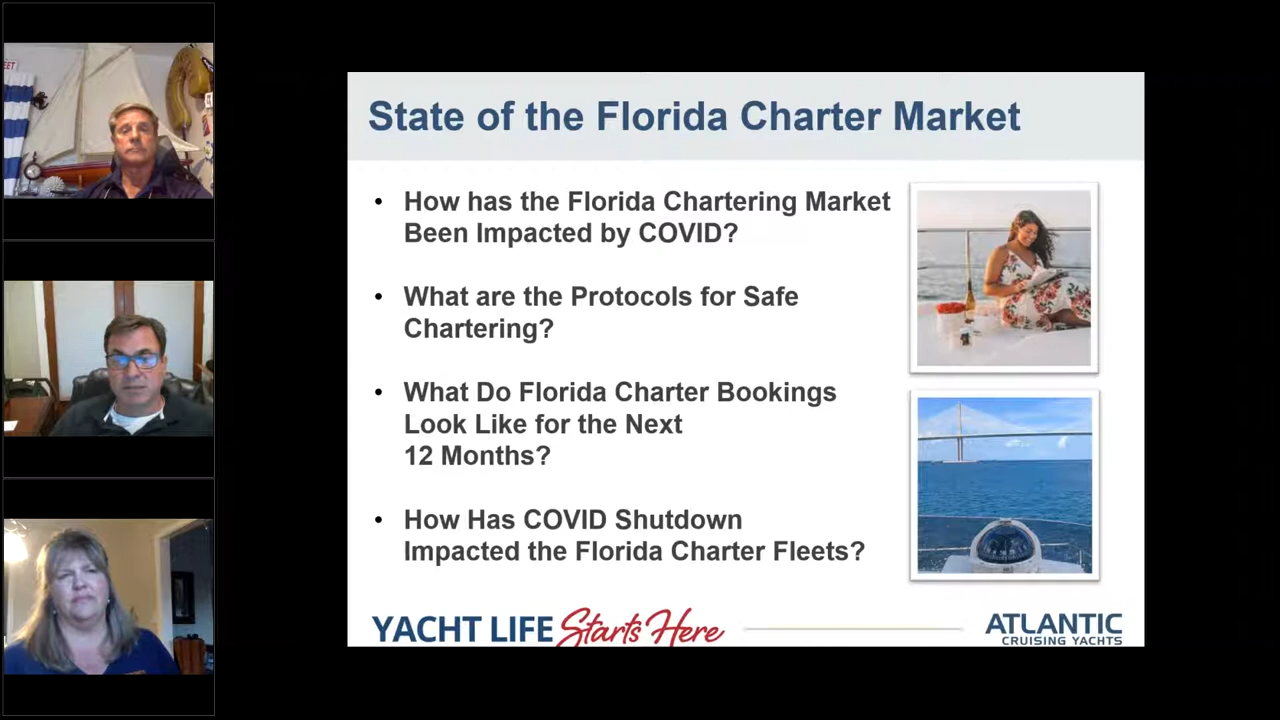 State of the Florida Charter Market
• How has the Florida Chartering Market
Been Impacted by COVID?
• What are the Protocols for Safe
Chartering?
• What Do Florida Charter Bookings
Look Like for the Next
12 Months?
• How Has COVID Shutdown
Impacted the Florida Charter Fleets?
YACHT LIFE Starts Here
ATLANTIC
CRUISING YACHTS